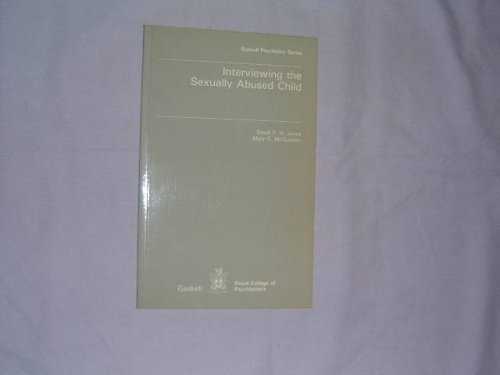 Gaskell Psychiatry Series
Interviewing the
Sexually Abused Child
David P. H. Jones
Mary G. McQuiston
Gaskell
Royal College of
Psychiatrists